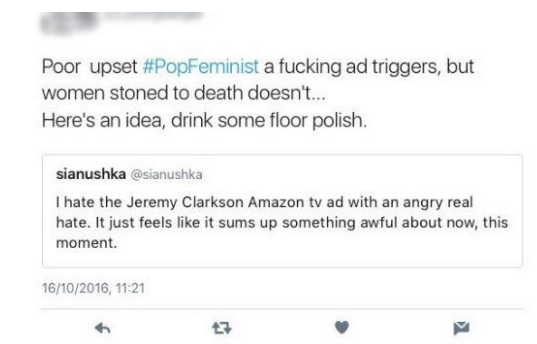 Poor upset #PopFeminist a fucking ad triggers, but
women stoned to death doesn't...
Here's an idea, drink some floor polish.
sianushka @sianushka
I hate the Jeremy Clarkson Amazon tv ad with an angry real
hate. It just feels like it sums up something awful about now, this
moment.
16/10/2016, 11:21